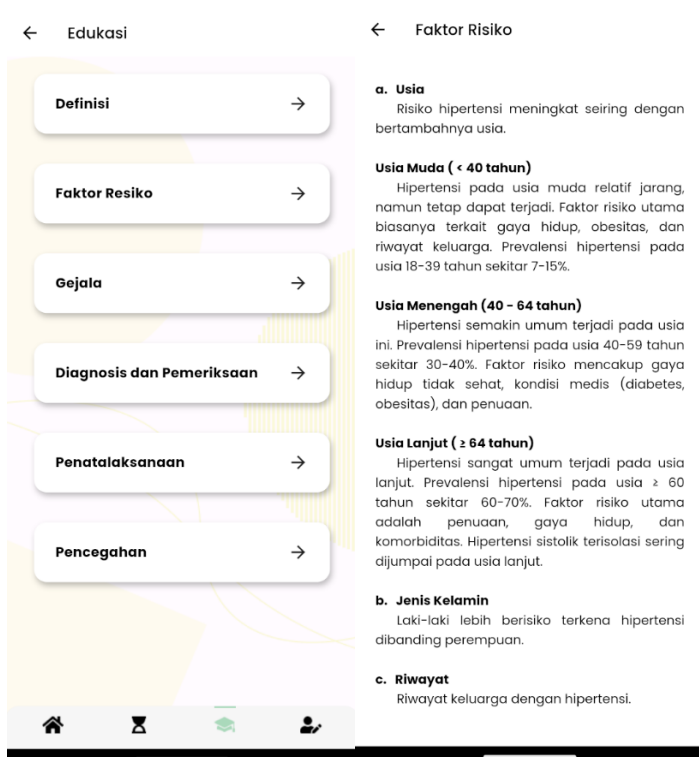 Edukasi
Definisi
Faktor Resiko
Gejala
Diagnosis dan Pemeriksaan
Penatalaksanaan
Pencegahan
Faktor Risiko
a. Usia
Risiko hipertensi meningkat seiring dengan
bertambahnya usia.
Usia Muda ( < 40 tahun)
Hipertensi pada usia muda relatif jarang,
namun tetap dapat terjadi. Faktor risiko utama
biasanya terkait gaya hidup, obesitas, dan
riwayat keluarga. Prevalensi hipertensi pada
usia 18-39 tahun sekitar 7-15%.
Usia Menengah (40 - 64 tahun)
Hipertensi semakin umum terjadi pada usia
ini. Prevalensi hipertensi pada usia 40-59 tahun
sekitar 30-40%. Faktor risiko mencakup gaya
hidup tidak sehat, kondisi medis (diabetes,
obesitas), dan penuaan.
Usia Lanjut ( ≥ 64 tahun)
Hipertensi sangat umum terjadi pada usia
lanjut. Prevalensi hipertensi pada usia ≥ 60
tahun sekitar 60-70%. Faktor risiko utama
adalah penuaan, gaya hidup, dan
komorbiditas. Hipertensi sistolik terisolasi sering
dijumpai pada usia lanjut.
b. Jenis Kelamin
Laki-laki lebih berisiko terkena hipertensi
dibanding perempuan.
c. Riwayat
Riwayat keluarga dengan hipertensi.